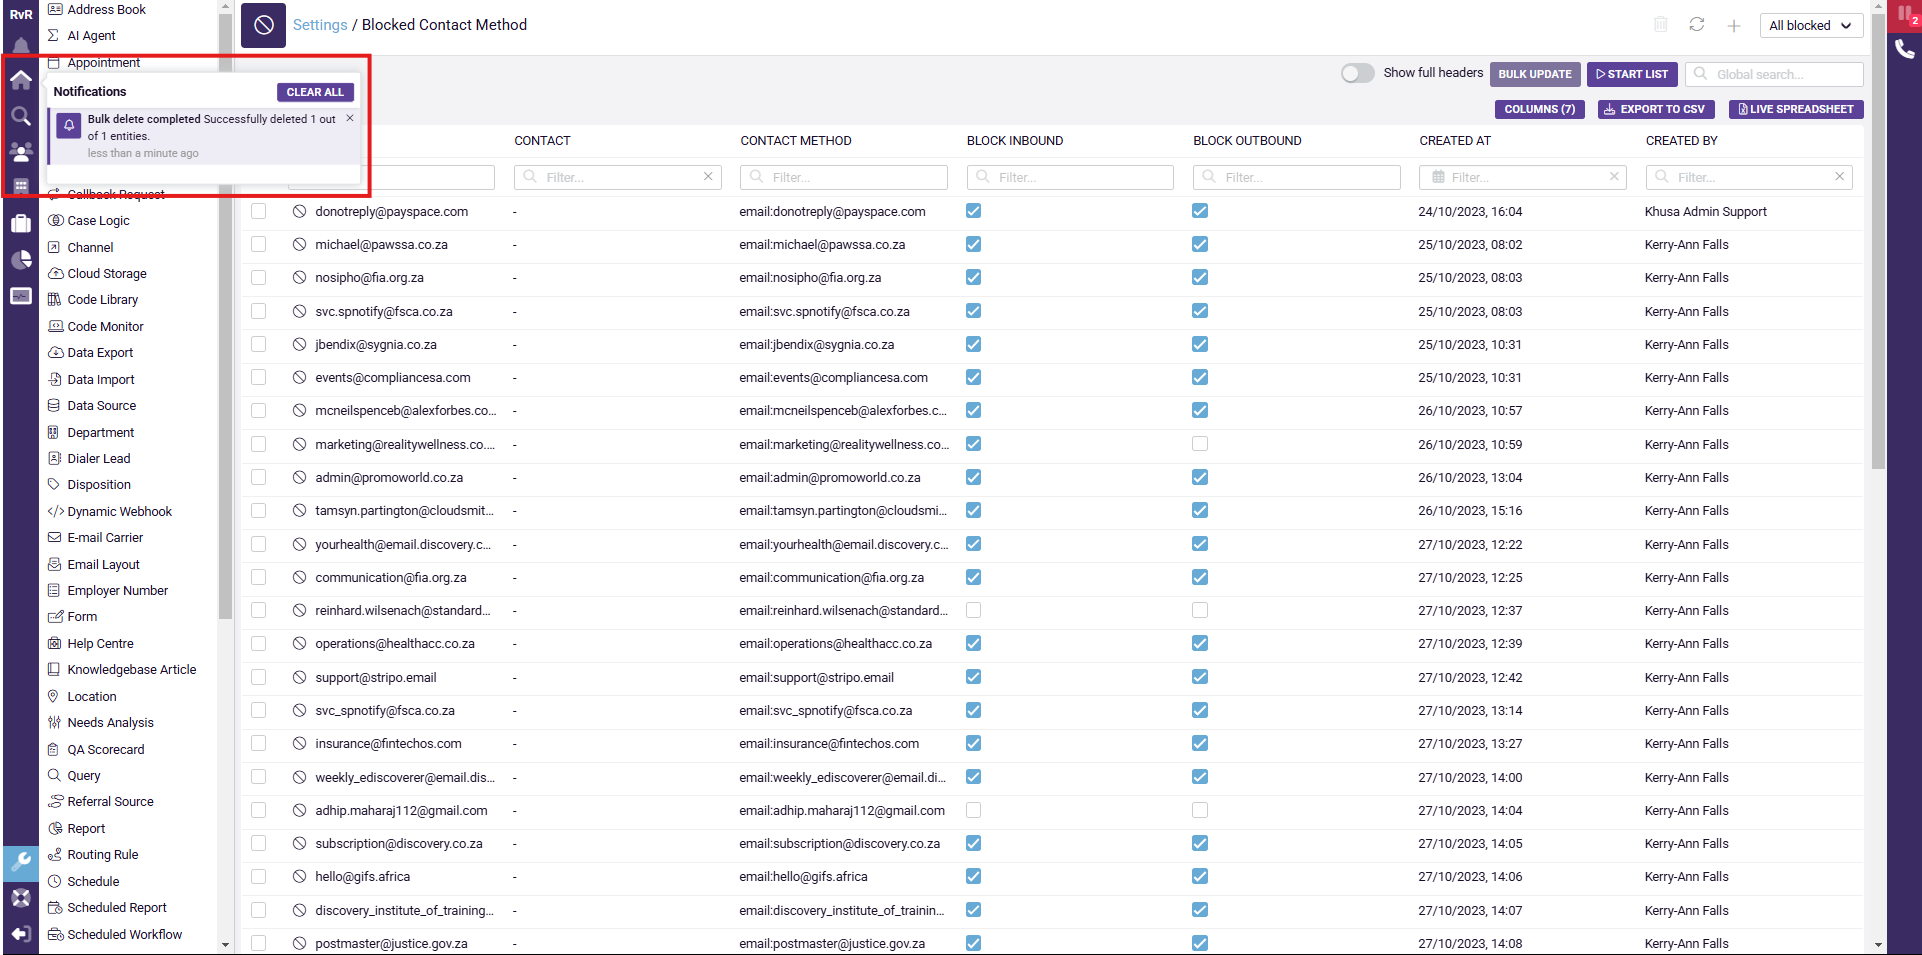 RvR
Address Book
AI Agent
Appointment
Settings / Blocked Contact Method
All blocked
2
Notifications
CLEAR ALL
Bulk delete completed Successfully deleted 1 out
of 1 entities.
less than a minute ago
Show full headers
BULK UPDATE
START LIST
Global search...
COLUMNS (7)
EXPORT TO CSV
LIVE SPREADSHEET
CONTACT CONTACT METHOD BLOCK INBOUND BLOCK OUTBOUND CREATED AT CREATED BY
Filter... Filter... Filter... Filter... Filter... Filter...
Callback Request
Case Logic
Channel
Cloud Storage
Code Library
Code Monitor
Data Export
Data Import
Data Source
Department
Dialer Lead
Disposition
Dynamic Webhook
E-mail Carrier
Email Layout
Employer Number
Form
Help Centre
Knowledgebase Article
Location
Needs Analysis
QA Scorecard
Query
Referral Source
Report
Routing Rule
Schedule
Scheduled Report
Scheduled Workflow
donotreply@payspace.com - email:donotreply@payspace.com 24/10/2023, 16:04 Khusa Admin Support
michael@pawssa.co.za - email:michael@pawssa.co.za 25/10/2023, 08:02 Kerry-Ann Falls
nosipho@fia.org.za - email:nosipho@fia.org.za 25/10/2023, 08:03 Kerry-Ann Falls
svc.spnotify@fsca.co.za - email:svc.spnotify@fsca.co.za 25/10/2023, 08:03 Kerry-Ann Falls
jbendix@sygnia.co.za - email:jbendix@sygnia.co.za 25/10/2023, 10:31 Kerry-Ann Falls
events@compliancesa.com - email:events@compliancesa.com 25/10/2023, 10:31 Kerry-Ann Falls
mcneilspenceb@alexforbes.co... - email:mcneilspenceb@alexforbes.c... 26/10/2023, 10:57 Kerry-Ann Falls
marketing@realitywellness.co.... - email:marketing@realitywellness.co... 26/10/2023, 10:59 Kerry-Ann Falls
admin@promoworld.co.za - email:admin@promoworld.co.za 26/10/2023, 13:04 Kerry-Ann Falls
tamsyn.partington@cloudsmit... - email:tamsyn.partington@cloudsmi... 26/10/2023, 15:16 Kerry-Ann Falls
yourhealth@email.discovery.c... - email:yourhealth@email.discovery.c... 27/10/2023, 12:22 Kerry-Ann Falls
communication@fia.org.za - email:communication@fia.org.za 27/10/2023, 12:25 Kerry-Ann Falls
reinhard.wilsenach@standard... - email:reinhard.wilsenach@standard... 27/10/2023, 12:37 Kerry-Ann Falls
operations@healthacc.co.za - email:operations@healthacc.co.za 27/10/2023, 12:39 Kerry-Ann Falls
support@stripo.email - email:support@stripo.email 27/10/2023, 12:42 Kerry-Ann Falls
svc_spnotify@fsca.co.za - email:svc_spnotify@fsca.co.za 27/10/2023, 13:14 Kerry-Ann Falls
insurance@fintechos.com - email:insurance@fintechos.com 27/10/2023, 13:27 Kerry-Ann Falls
weekly_ediscoverer@email.dis... - email:weekly_ediscoverer@email.di... 27/10/2023, 14:00 Kerry-Ann Falls
adhip.maharaj112@gmail.com - email:adhip.maharaj112@gmail.com 27/10/2023, 14:04 Kerry-Ann Falls
subscription@discovery.co.za - email:subscription@discovery.co.za 27/10/2023, 14:05 Kerry-Ann Falls
hello@gifs.africa - email:hello@gifs.africa 27/10/2023, 14:06 Kerry-Ann Falls
discovery_institute_of_training... - email:discovery_institute_of_trainin... 27/10/2023, 14:07 Kerry-Ann Falls
postmaster@justice.gov.za - email:postmaster@justice.gov.za 27/10/2023, 14:08 Kerry-Ann Falls